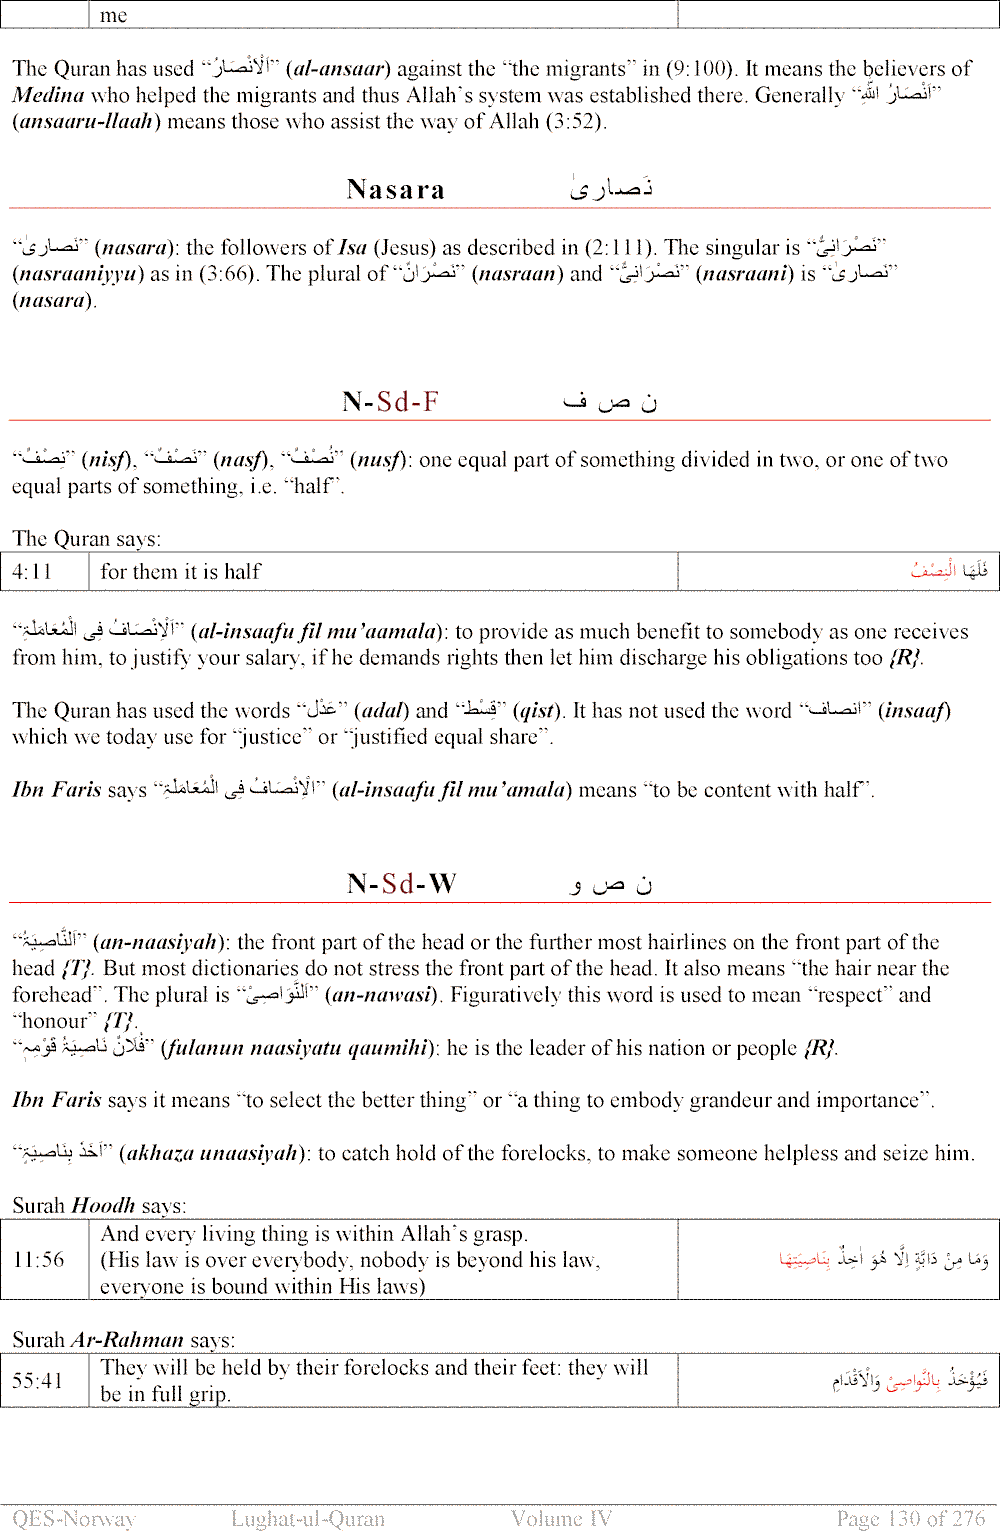 me
The Quran has used “اَلْاَنْصَارُ” (al-ansaar) against the “the migrants” in (9:100). It means the believers of
Medina who helped the migrants and thus Allah’s system was established there. Generally “اَنْصَارُ اللّٰہِ”
(ansaaru-llaah) means those who assist the way of Allah (3:52).
Nasara نَصاریٰ
“نَصاریٰ” (nasara): the followers of Isa (Jesus) as described in (2:111). The singular is “نَصْرَانِیٌّ”
(nasraaniyyu) as in (3:66). The plural of “نَصْرَانٌ” (nasraan) and “نَصْرَانِیٌّ” (nasraani) is “نَصاریٰ”
(nasara).
N-Sd-F ن ص ف
“نِصْفٌ” (nisf), “نَصْفٌ” (nasf), “نُصْفٌ” (nusf): one equal part of something divided in two, or one of two
equal parts of something, i.e. “half”.
The Quran says:
4:11 for them it is half فَلَهَا الْنِصْفُ
“اَلْاِنْصَافُ فِی الْمُعَامَلَۃِ” (al-insaafu fil mu’aamala): to provide as much benefit to somebody as one receives
from him, to justify your salary, if he demands rights then let him discharge his obligations too {R}.
The Quran has used the words “عَدْل” (adal) and “قِسْط” (qist). It has not used the word “انصاف” (insaaf)
which we today use for “justice” or “justified equal share”.
Ibn Faris says “اَلْاِنْصَافُ فِی الْمُعَامَلَۃِ” (al-insaafu fil mu’amala) means “to be content with half”.
N-Sd-W ن ص و
“اَلنَّاصِیَۃُ” (an-naasiyah): the front part of the head or the further most hairlines on the front part of the
head {T}. But most dictionaries do not stress the front part of the head. It also means “the hair near the
forehead”. The plural is “اَلنَّوَاصِیْ” (an-nawasi). Figuratively this word is used to mean “respect” and
“honour” {T}.
“فُلَانٌ نَاصِیَۃُ قَوْمِہٖ” (fulanun naasiyatu qaumihi): he is the leader of his nation or people {R}.
Ibn Faris says it means “to select the better thing” or “a thing to embody grandeur and importance”.
“اَخَذَ بِنَاصِیَۃٍ” (akhaza unaasiyah): to catch hold of the forelocks, to make someone helpless and seize him.
Surah Hoodh says:
And every living thing is within Allah’s grasp.
11:56 (His law is over everybody, nobody is beyond his law, وَمَا مِنْ دَابَّةٍ اِلَّا هُوَ اٰخِذٌ بِنَاصِیَتِهَا
everyone is bound within His laws)
Surah Ar-Rahman says:
55:41 They will be held by their forelocks and their feet: they will فَیُؤْخَذُ بِالنَّواصِیْ وَالْاَقْدَامِ
be in full grip.
QES-Norway Lughat-ul-Quran Volume IV Page 130 of 276